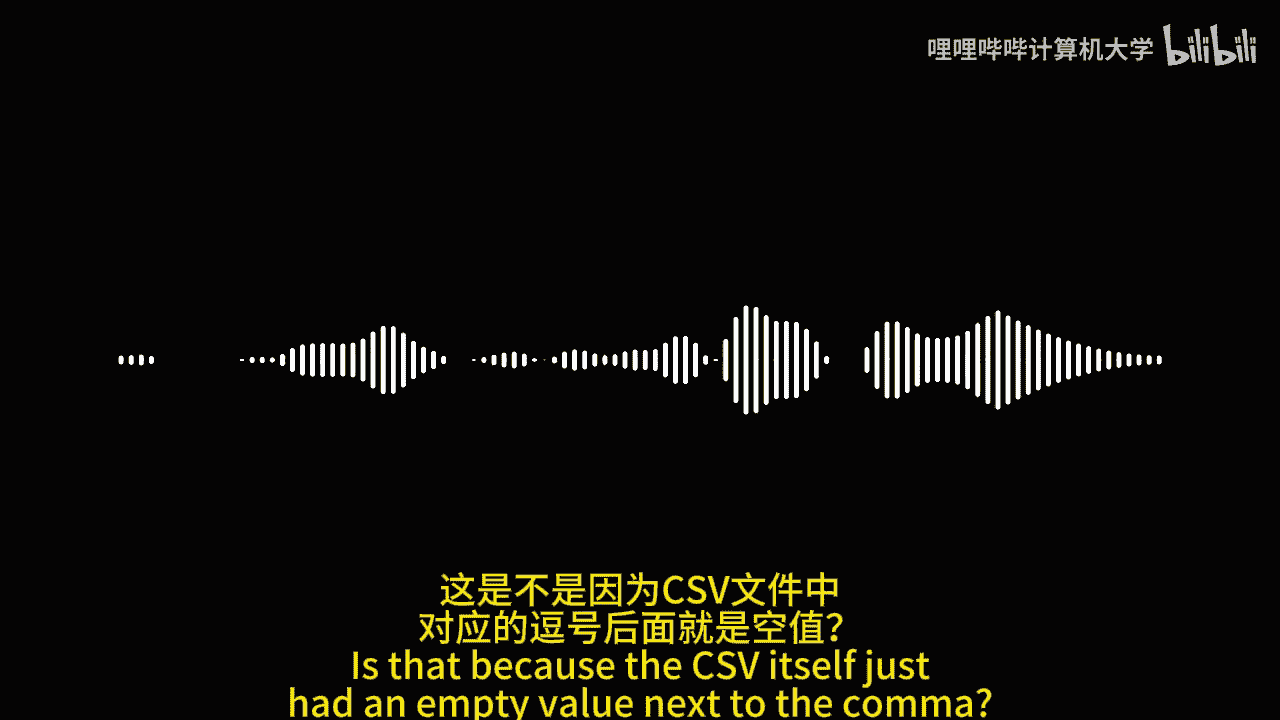 哩哩哔哔计算机大学 bilibili
这是不是因为CSV文件中
对应的逗号后面就是空值？
Is that because the CSV itself just
had an empty value next to the comma?